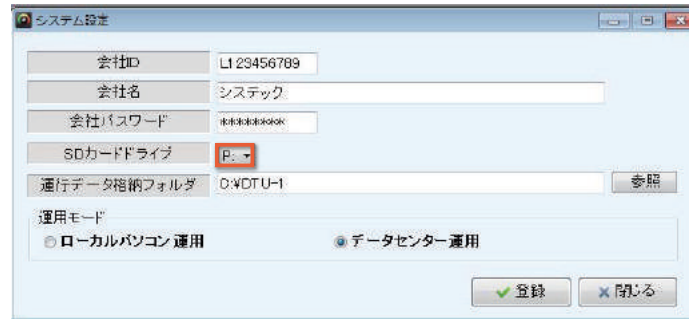 システム設定
会社ID L123456789
会社名 システック
会社パスワード **********
SDカードドライブ P:
運行データ格納フォルダ D:¥DTU-1 参照
運用モード
ローカルパソコン運用 データセンター運用
登録 閉じる